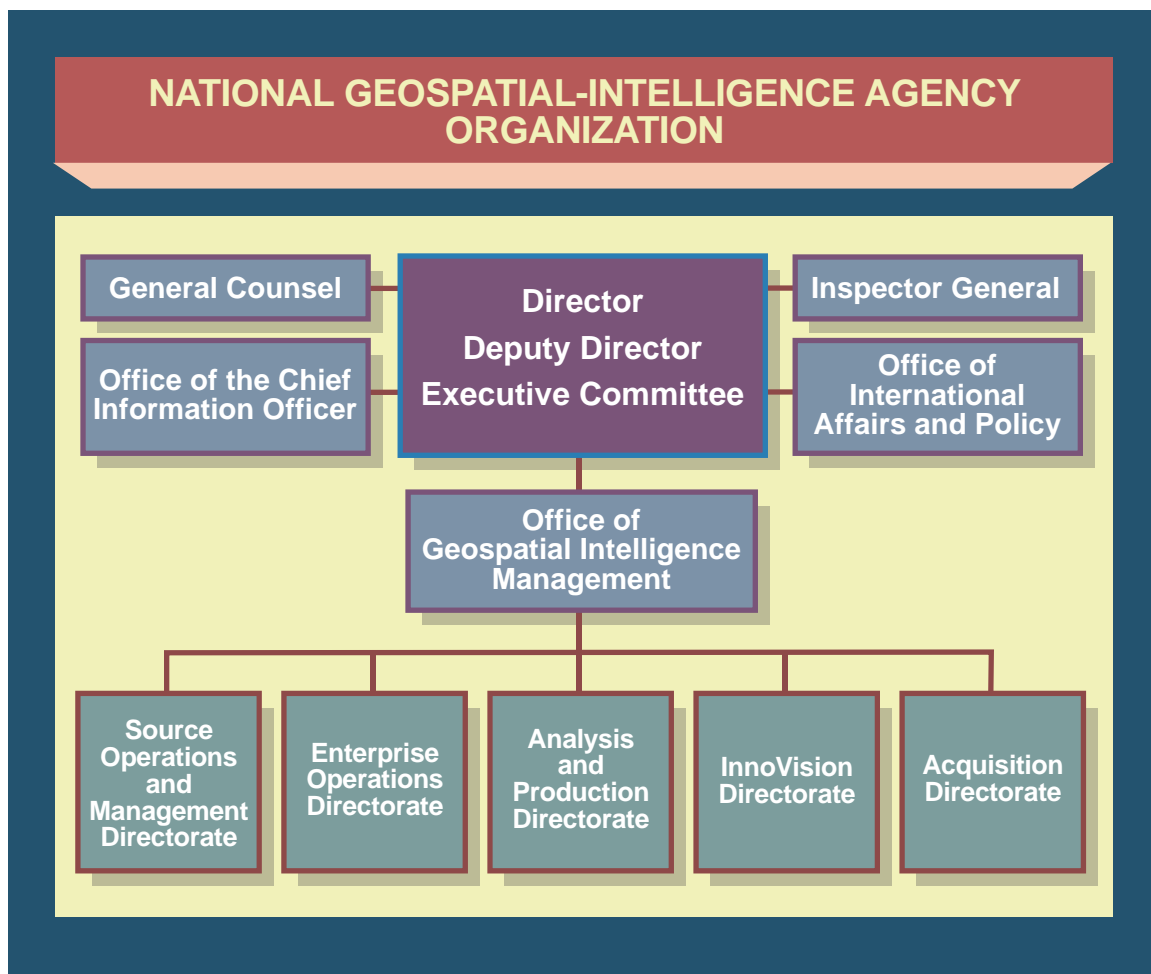 NATIONAL GEOSPATIAL-INTELLIGENCE AGENCY
ORGANIZATION
General Counsel
Director
Deputy Director
Executive Committee
Inspector General
Office of the Chief
Information Officer
Office of
International
Affairs and Policy
Office of
Geospatial Intelligence
Management
Source
Operations
and
Management
Directorate
Enterprise
Operations
Directorate
Analysis
and
Production
Directorate
InnoVision
Directorate
Acquisition
Directorate